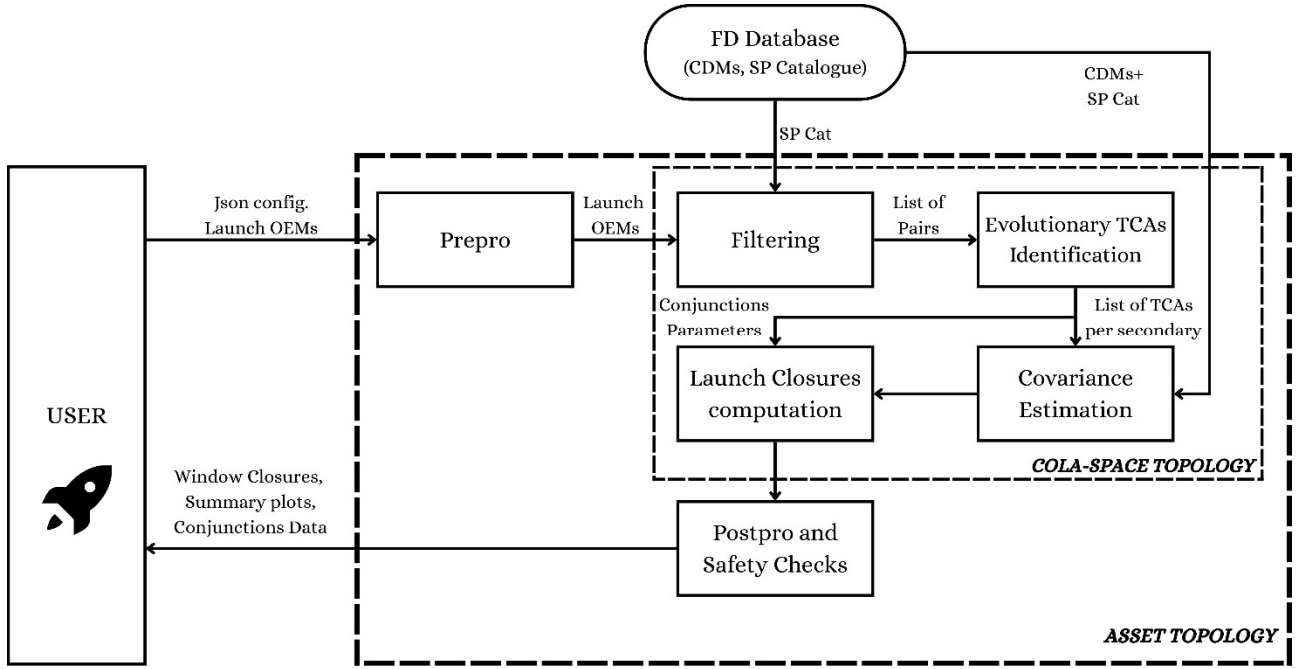 FD Database
(CDMs, SP Catalogue)
CDMs+
SP Cat
SP Cat
Json config.
Launch OEMs
Prepro
Launch
OEMs
Filtering
List of
Pairs
Evolutionary TCAs
Identification
Conjunctions
Parameters
List of TCAs
per secondary
Launch Closures
computation
Covariance
Estimation
USER
COLA-SPACE TOPOLOGY
Window Closures,
Summary plots,
Conjunctions Data
Postpro and
Safety Checks
ASSET TOPOLOGY